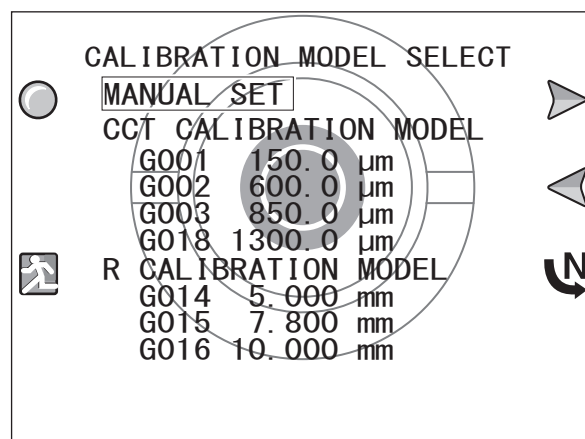 CALIBRATION MODEL SELECT
MANUAL SET
CCT CALIBRATION MODEL
G001 150.0 μm
G002 600.0 μm
G003 850.0 μm
G018 1300.0 μm
R CALIBRATION MODEL
G014 5.000 mm
G015 7.800 mm
G016 10.000 mm
N